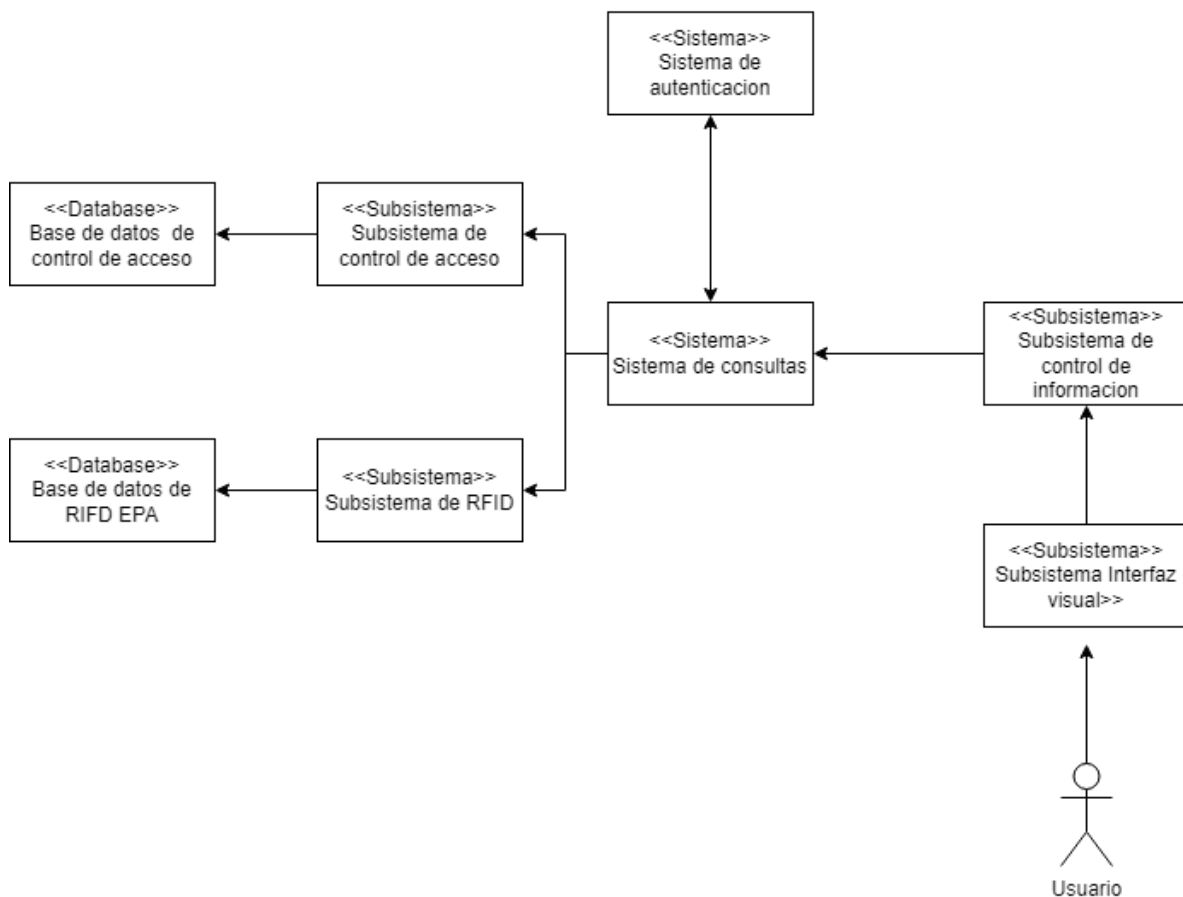 <<Sistema>>
Sistema de
autenticacion
<<Database>>
Base de datos  de
control de acceso
<<Subsistema>>
Subsistema de
control de acceso
<<Sistema>>
Sistema de consultas
<<Subsistema>>
Subsistema de
control de
informacion
<<Database>>
Base de datos de
RIFD EPA
<<Subsistema>>
Subsistema de RFID
<<Subsistema>>
Subsistema Interfaz
visual>>
Usuario